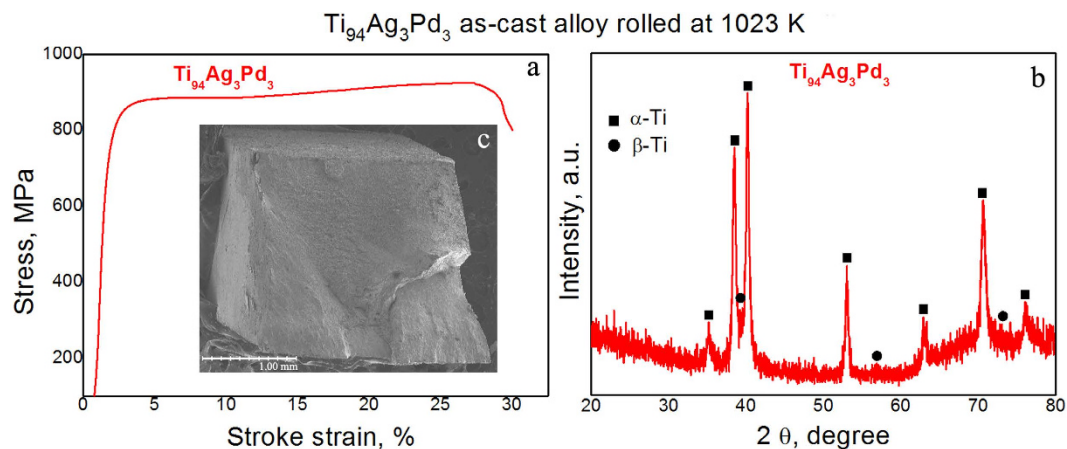 Ti94Ag3Pd3 as-cast alloy rolled at 1023 K
a
Ti94Ag3Pd3
1000
800
600
400
200
Stress, MPa
0 5 10 15 20 25 30
Stroke strain, %
c
1.00 mm
b
Ti94Ag3Pd3
α-Ti
β-Ti
Intensity, a.u.
20 30 40 50 60 70 80
2 θ, degree